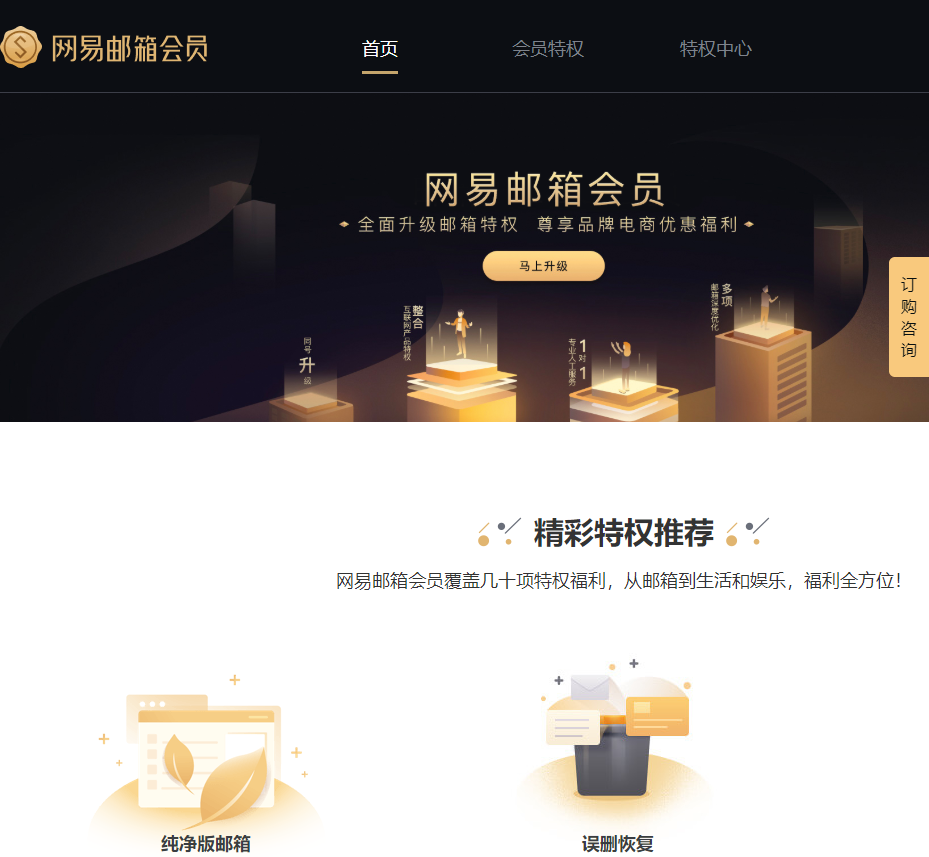 网易邮箱会员
首页
会员特权
特权中心
网易邮箱会员
全面升级邮箱特权 尊享品牌电商优惠福利
马上升级
订购咨询
同号
升
级
整合
互联网产品特权
1对1
专业人工服务
多项
邮箱深度优化
精彩特权推荐
网易邮箱会员覆盖几十项特权福利，从邮箱到生活和娱乐，福利全方位！
纯净版邮箱
误删恢复